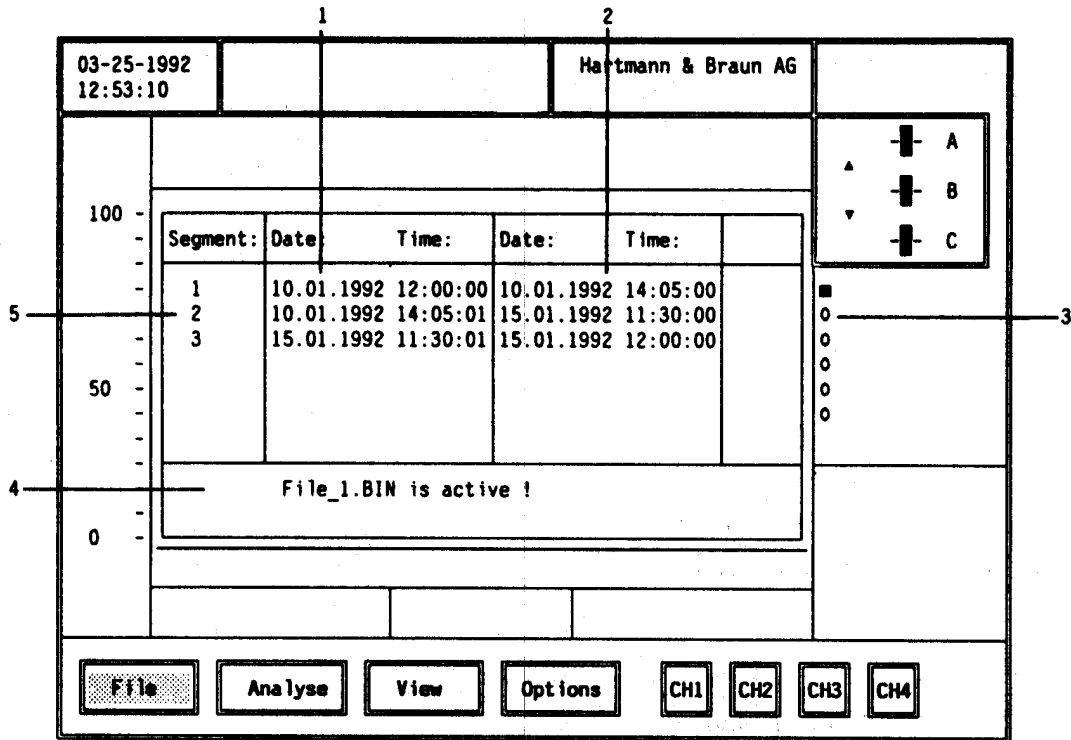 1 2
03-25-1992
12:53:10
Hartmann & Braun AG
A
B
C
100
Segment: Date: Time: Date: Time:
1 10.01.1992 12:00:00 10.01.1992 14:05:00
5 2 10.01.1992 14:05:01 15.01.1992 11:30:00 3
3 15.01.1992 11:30:01 15.01.1992 12:00:00
50
4 File_1.BIN is active !
0
File Analyse View Options CH1 CH2 CH3 CH4